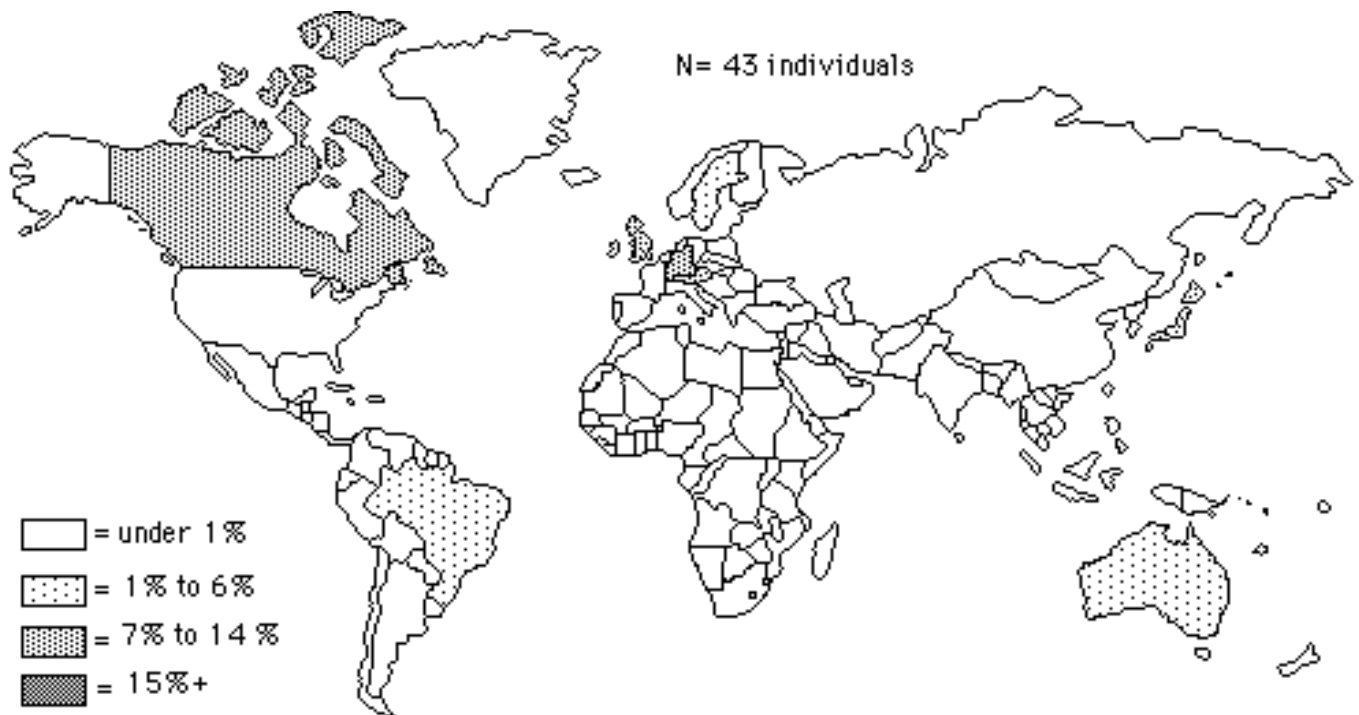 N= 43 individuals
= under 1%
= 1% to 6%
= 7% to 14 %
= 15%+